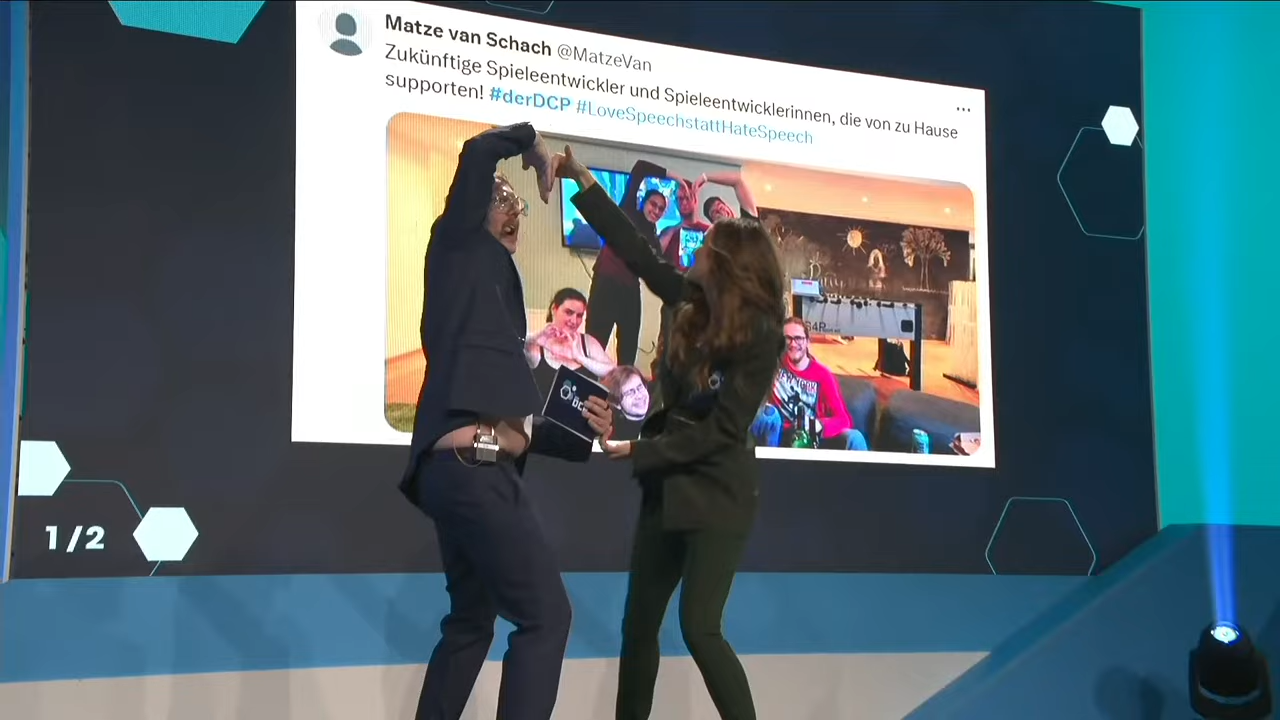 Matze van Schach @MatzeVan
Zukünftige Spieleentwickler und Spieleentwicklerinnen, die von zu Hause
supporten! #derDCP #LoveSpeechstattHateSpeech
1/2